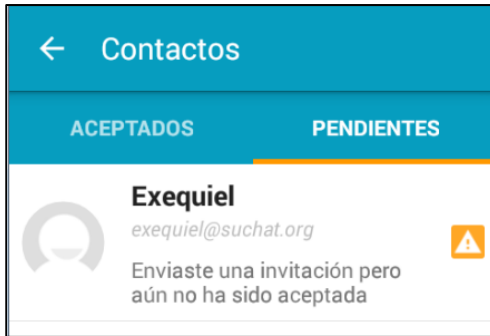 Contactos
ACEPTADOS PENDIENTES
Exequiel
exequiel@suchat.org
Enviaste una invitación pero
aún no ha sido aceptada